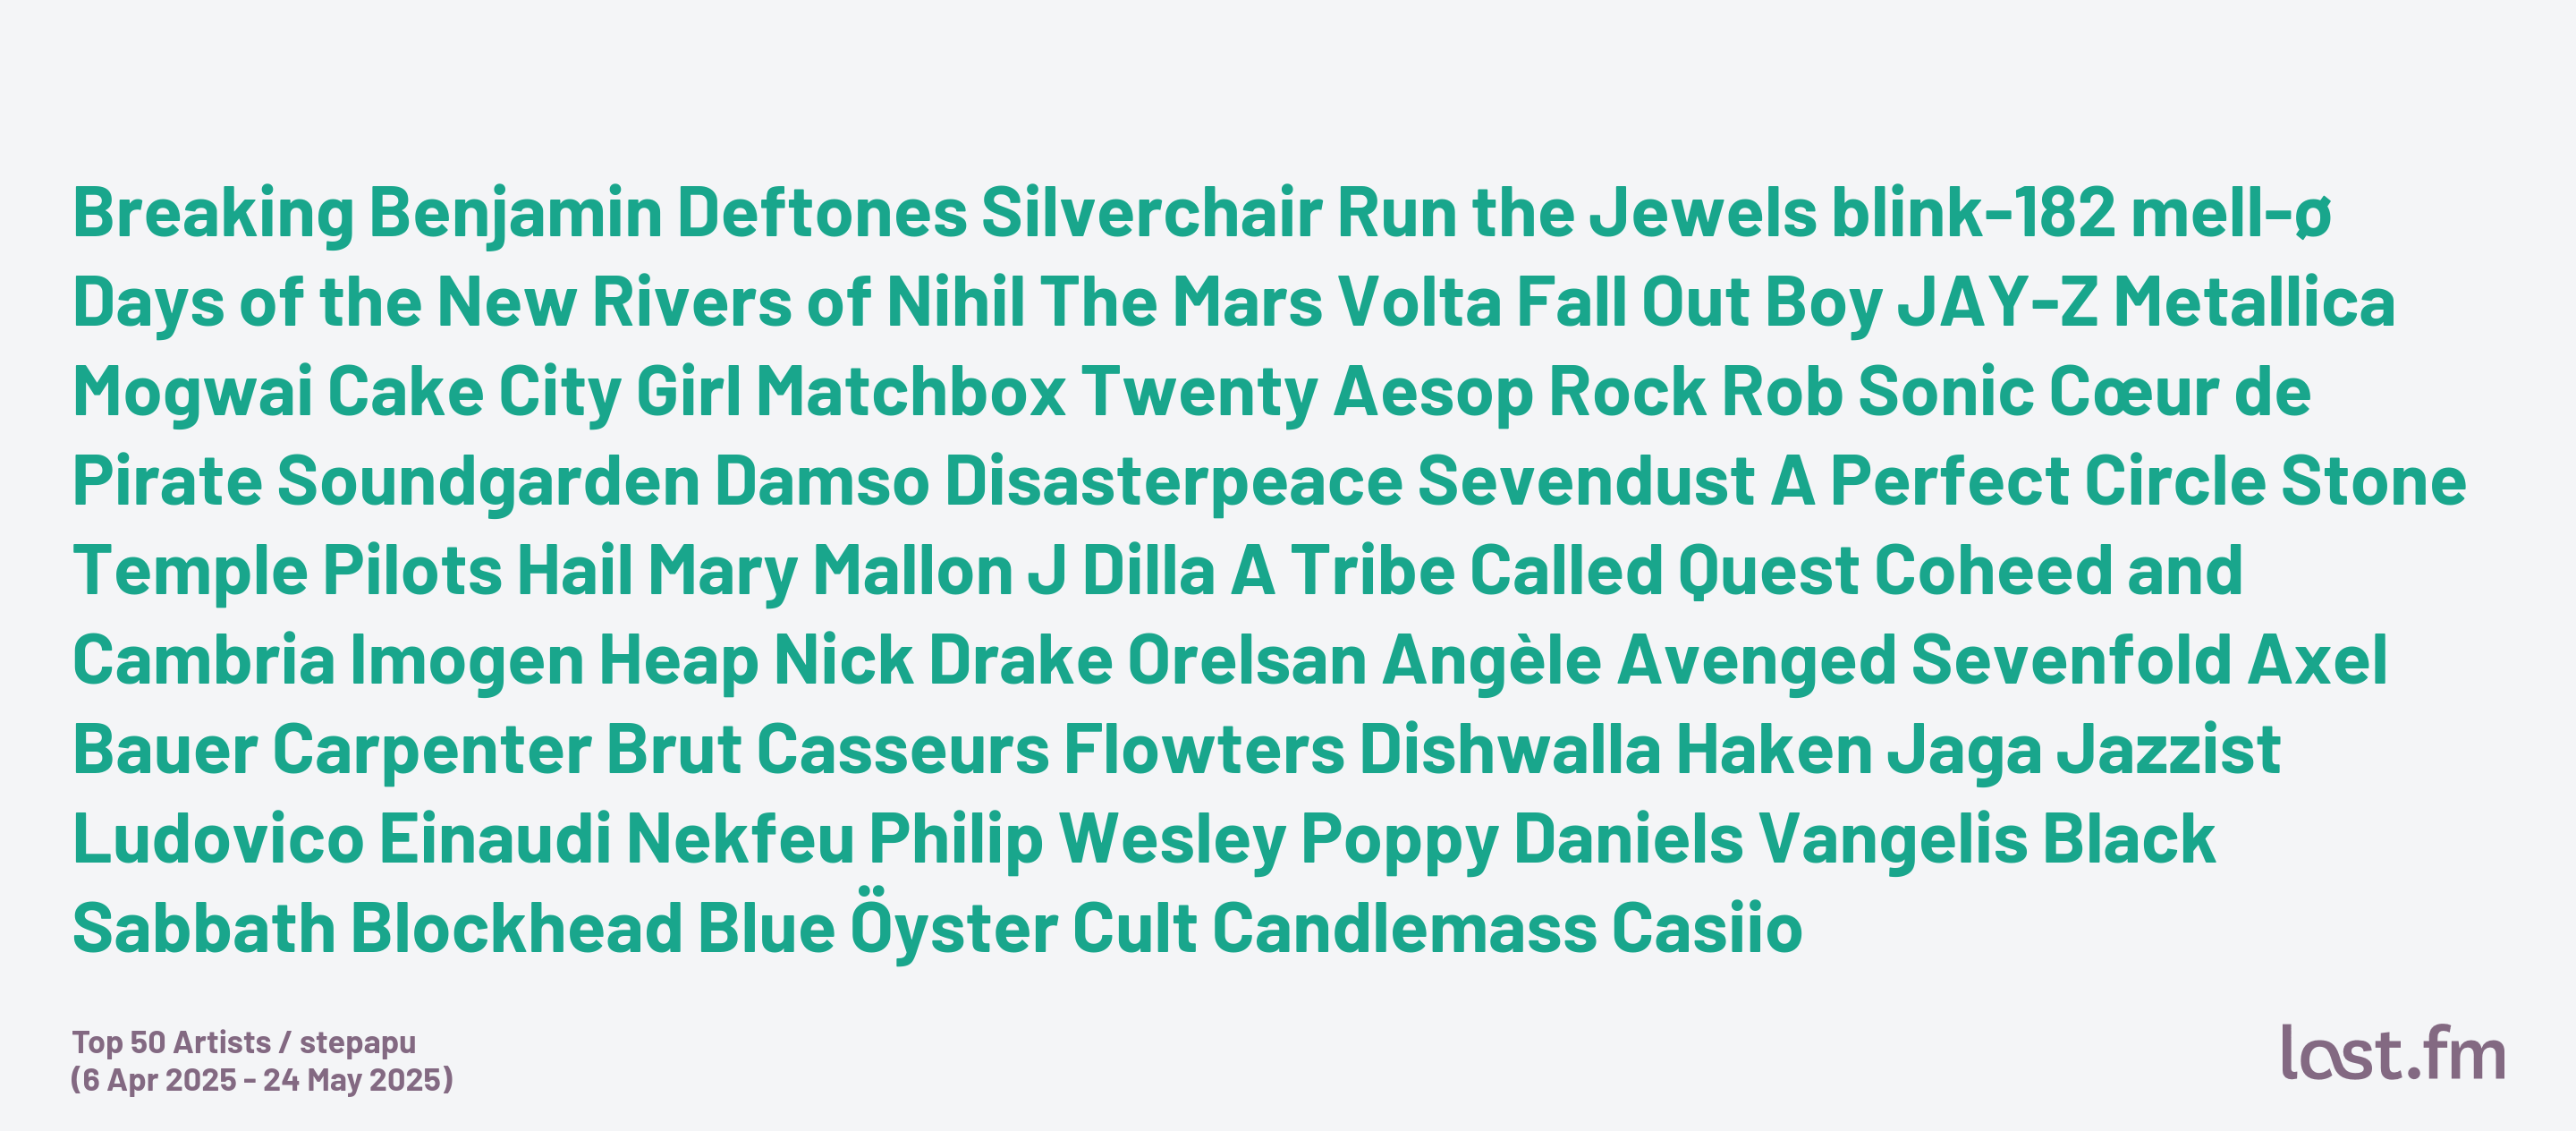 Breaking Benjamin Deftones Silverchair Run the Jewels blink-182 mell-ø
Days of the New Rivers of Nihil The Mars Volta Fall Out Boy JAY-Z Metallica
Mogwai Cake City Girl Matchbox Twenty Aesop Rock Rob Sonic Cœur de
Pirate Soundgarden Damso Disasterpeace Sevendust A Perfect Circle Stone
Temple Pilots Hail Mary Mallon J Dilla A Tribe Called Quest Coheed and
Cambria Imogen Heap Nick Drake Orelsan Angèle Avenged Sevenfold Axel
Bauer Carpenter Brut Casseurs Flowters Dishwalla Haken Jaga Jazzist
Ludovico Einaudi Nekfeu Philip Wesley Poppy Daniels Vangelis Black
Sabbath Blockhead Blue Öyster Cult Candlemass Casiio
Top 50 Artists / stepapu
(6 Apr 2025 - 24 May 2025)
last.fm